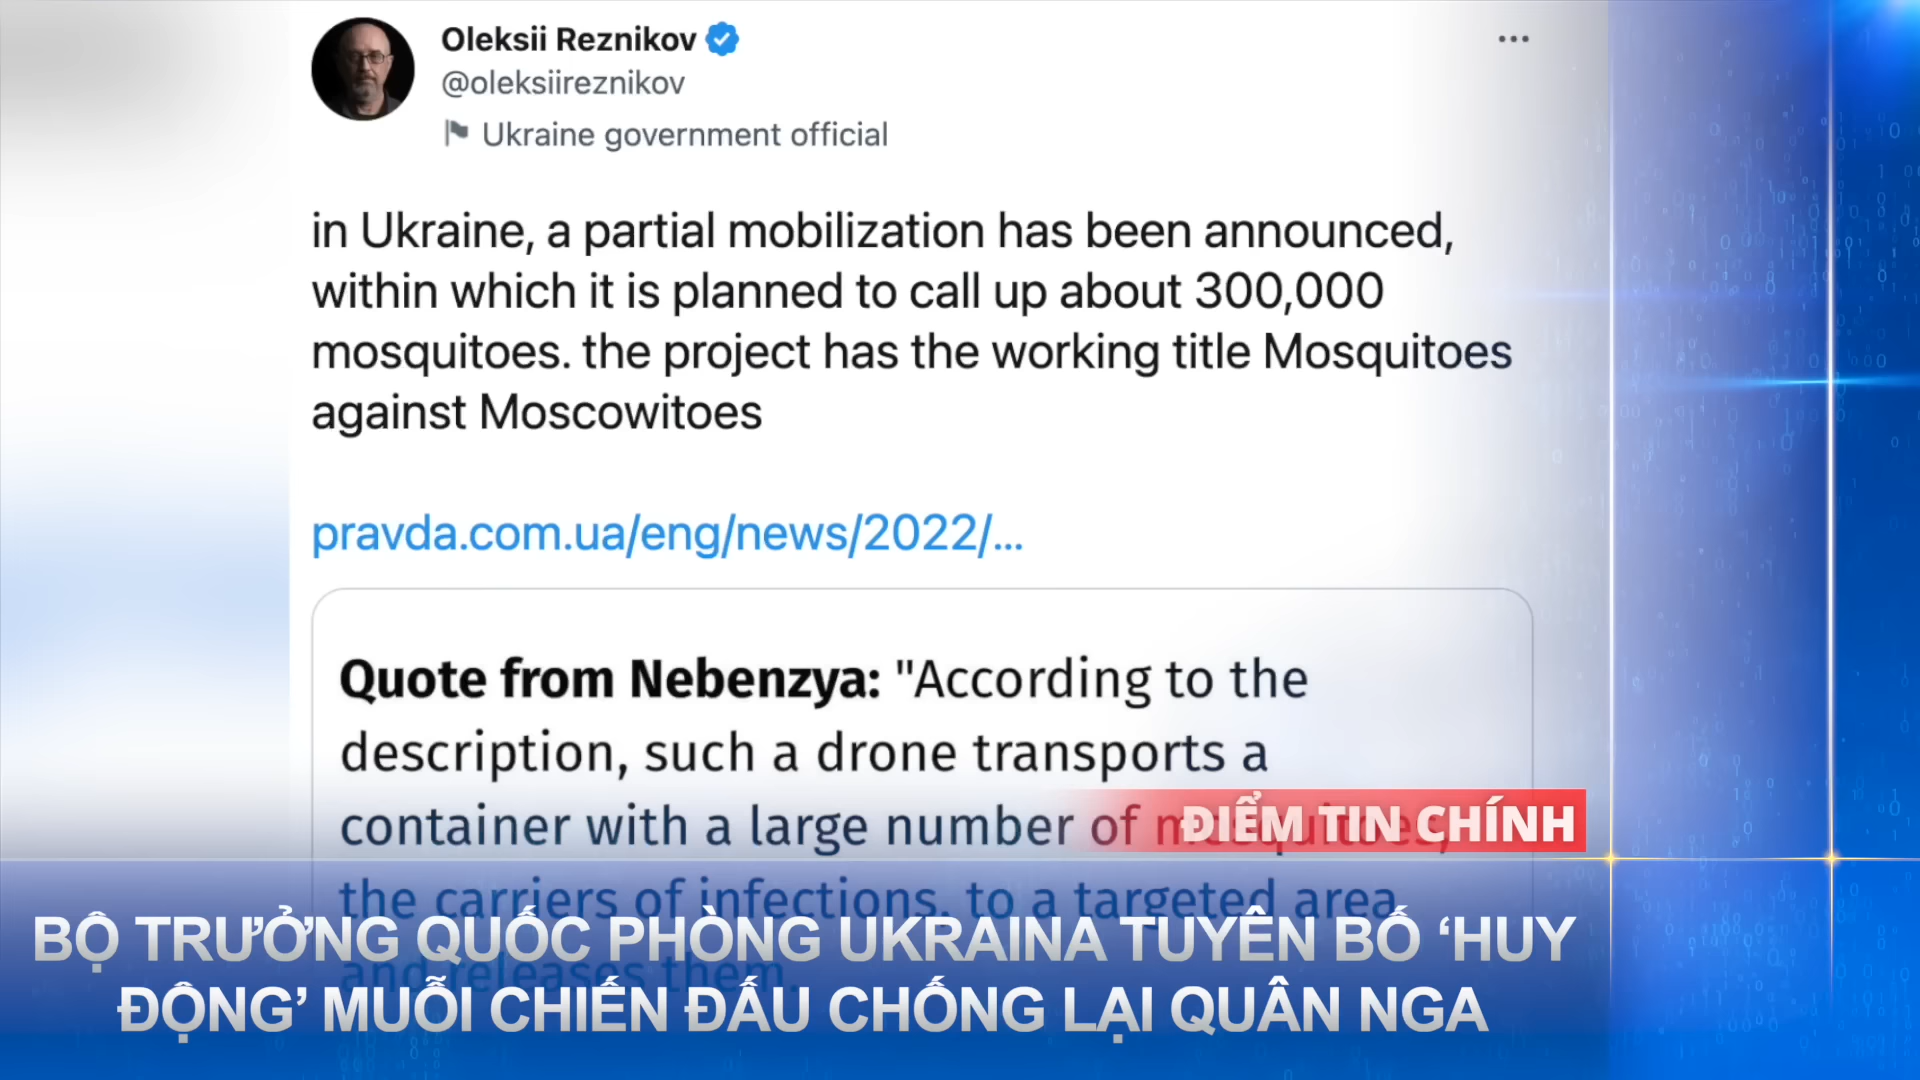 Oleksii Reznikov
@oleksiireznikov
Ukraine government official
in Ukraine, a partial mobilization has been announced,
within which it is planned to call up about 300,000
mosquitoes. the project has the working title Mosquitoes
against Moscowitoes
pravda.com.ua/eng/news/2022/...
Quote from Nebenzya: "According to the
description, such a drone transports a
container with a large number of mosquitoes,
the carriers of infections, to a targeted area
and releases them.
ĐIỂM TIN CHÍNH
BỘ TRƯỞNG QUỐC PHÒNG UKRAINA TUYÊN BỐ ‘HUY
ĐỘNG’ MUỖI CHIẾN ĐẤU CHỐNG LẠI QUÂN NGA